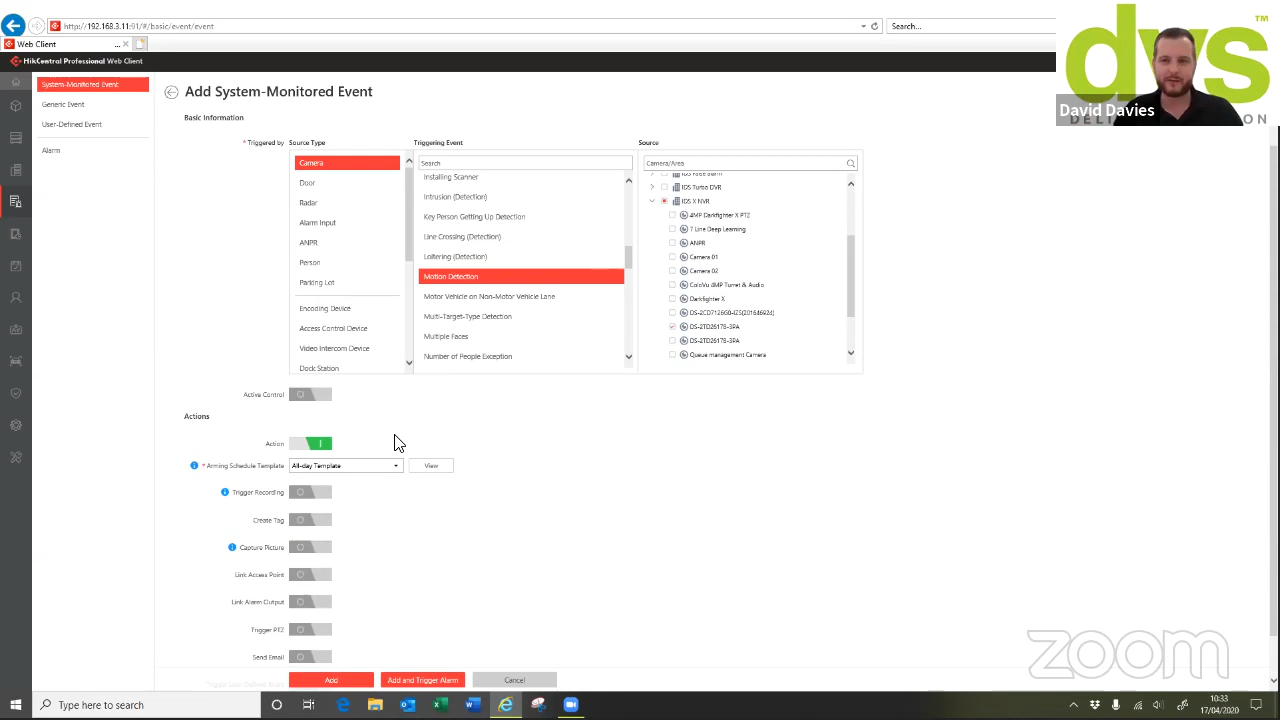 http://192.168.3.11:91/#/basic/event/event
Search...
Web Client
...
HikCentral Professional Web Client
dvs
TM
David Davies
System-Monitored Event
Generic Event
User-Defined Event
Alarm
Add System-Monitored Event
Basic Information
* Triggered by
Source Type
Triggering Event
Source
Camera
Door
Radar
Alarm Input
ANPR
Person
Parking Lot
Encoding Device
Access Control Device
Video Intercom Device
Dock Station
Search
Installing Scanner
Intrusion (Detection)
Key Person Getting Up Detection
Line Crossing (Detection)
Loitering (Detection)
Motion Detection
Motor Vehicle on Non-Motor Vehicle Lane
Multi-Target-Type Detection
Multiple Faces
Number of People Exception
Camera/Area
IDS Turbo DVR
IDS X NVR
4MP Darkfighter X PTZ
7 Line Deep Learning
ANPR
Camera 01
Camera 02
ColoVu 4MP Turret & Audio
Darkfighter X
DS-2CD7126G0-IZS(201646924)
DS-2TD2617B-3PA
DS-2TD2617B-3PA
Queue management Camera
Active Control
Actions
Action
* Arming Schedule Template
All-day Template
View
Trigger Recording
Create Tag
Capture Picture
Link Access Point
Link Alarm Output
Trigger PTZ
Send Email
Add
Add and Trigger Alarm
Cancel
zoom
Type here to search
10:33
17/04/2020